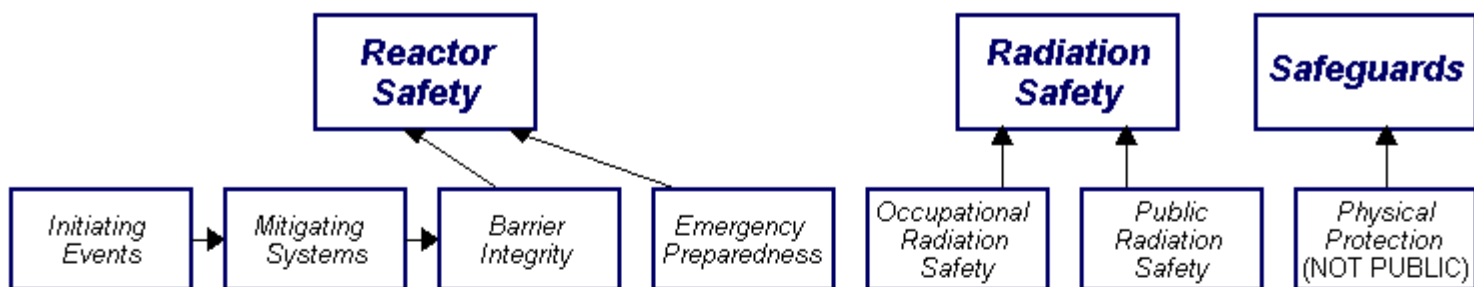 Reactor
Safety
Radiation
Safety
Safeguards
Initiating
Events
Mitigating
Systems
Barrier
Integrity
Emergency
Preparedness
Occupational
Radiation
Safety
Public
Radiation
Safety
Physical
Protection
(NOT PUBLIC)